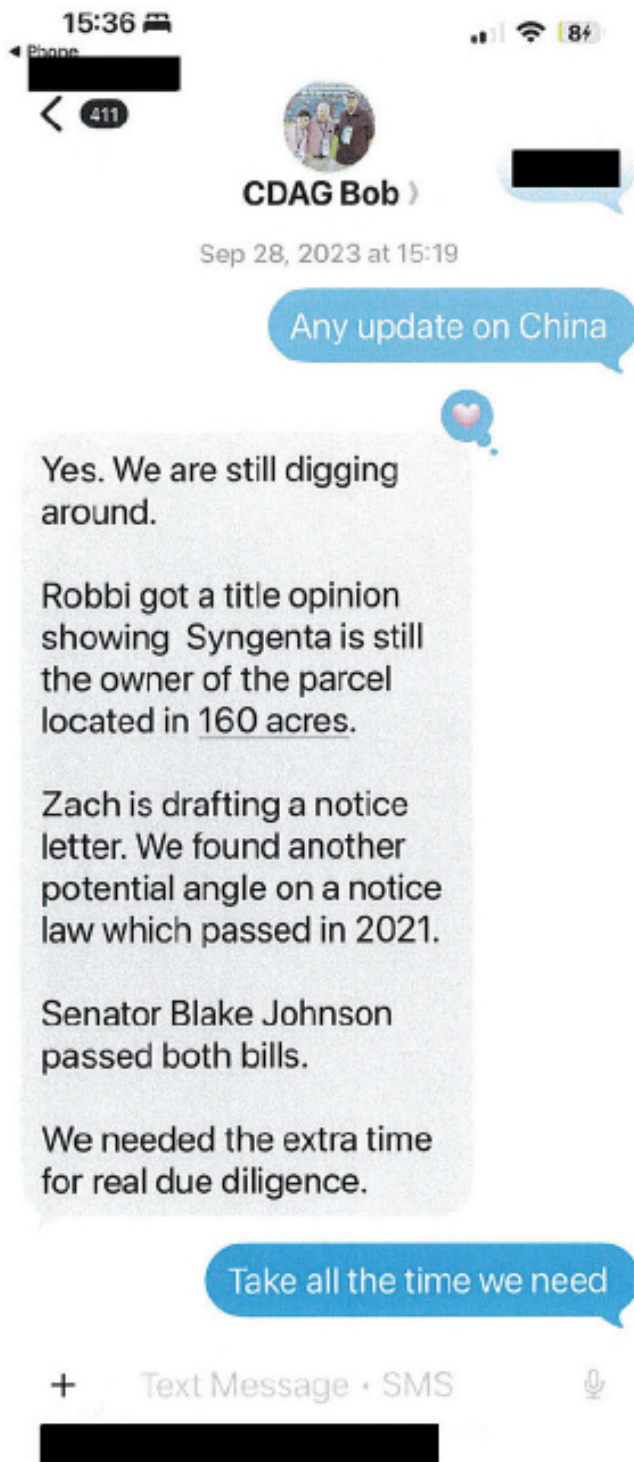 15:36
◀ Phone
84
411
CDAG Bob
Sep 28, 2023 at 15:19
Any update on China
Yes. We are still digging
around.
Robbi got a title opinion
showing Syngenta is still
the owner of the parcel
located in 160 acres.
Zach is drafting a notice
letter. We found another
potential angle on a notice
law which passed in 2021.
Senator Blake Johnson
passed both bills.
We needed the extra time
for real due diligence.
Take all the time we need
+ Text Message • SMS